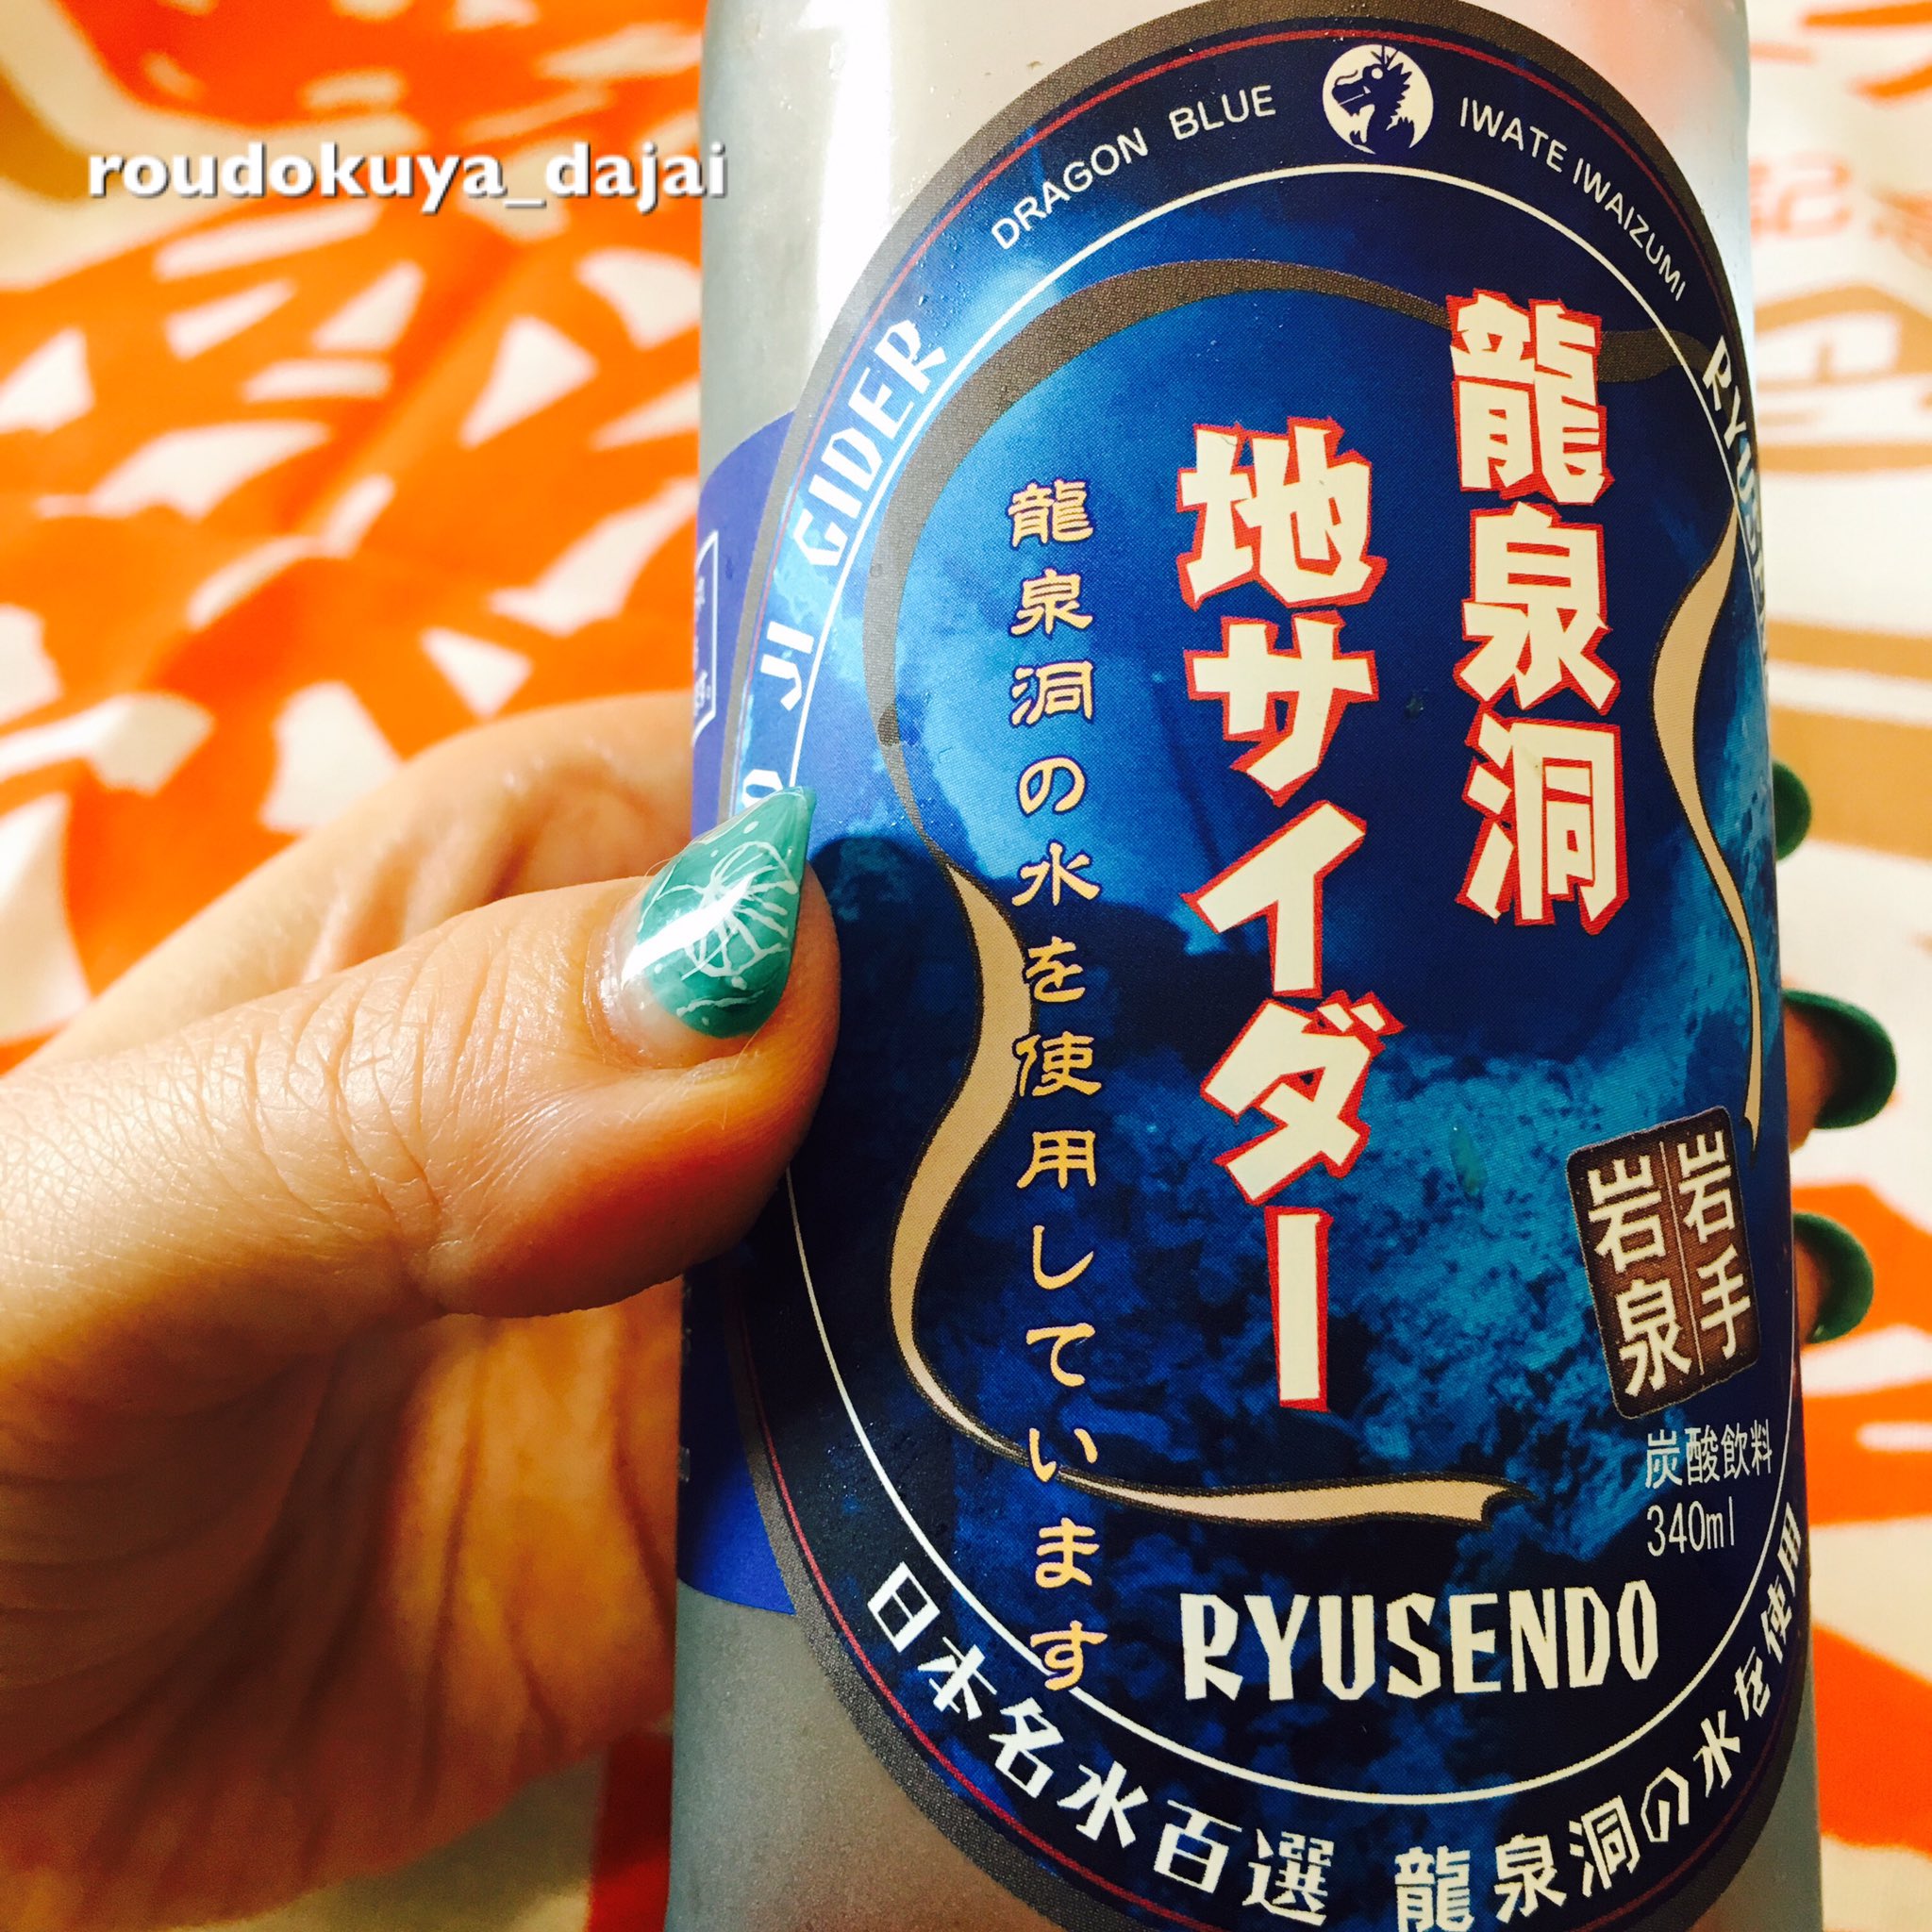 roudokuya_dajai
DRAGON BLUE
IWATE IWAIZUMI
JI CIDER
龍泉洞
地サイダー
龍泉洞の水を使用しています
岩手
岩泉
炭酸飲料
340ml
RYUSENDO
日本名水百選 龍泉洞の水を使用